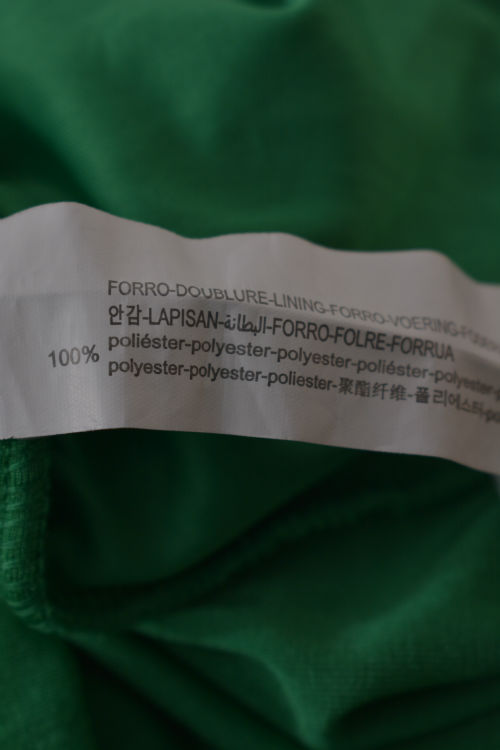 FORRO-DOUBLURE-LINING-FORRO-VOERING-
안감-LAPISAN-البطانة-FORRO-FOLRE-FORRUA
100% poliéster-polyester-polyester-poliéster-polyester-
polyester-polyester-poliester-聚酯纤维-폴리에스터-